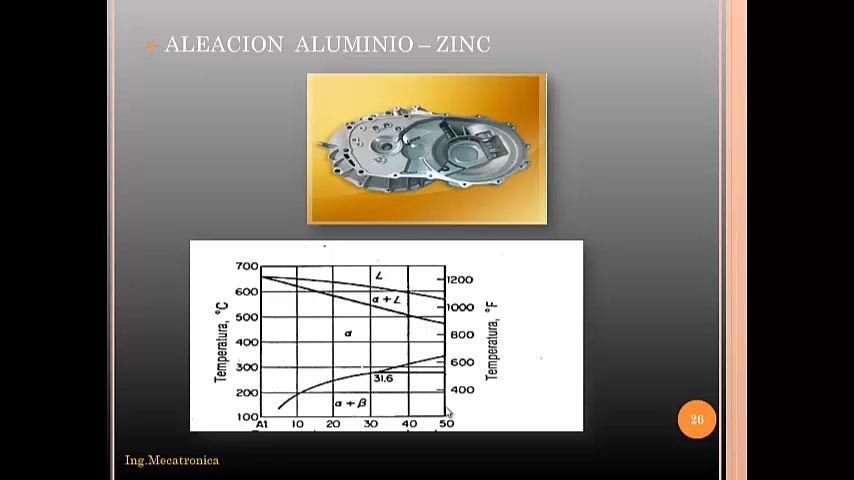 ALEACION ALUMINIO – ZINC
700
600
500
400
300
200
100
Temperatura, °C
L
α + L
α
31,6
α + β
1200
1000
800
600
400
Temperatura, °F
A1 10 20 30 40 50
26
Ing.Mecatronica